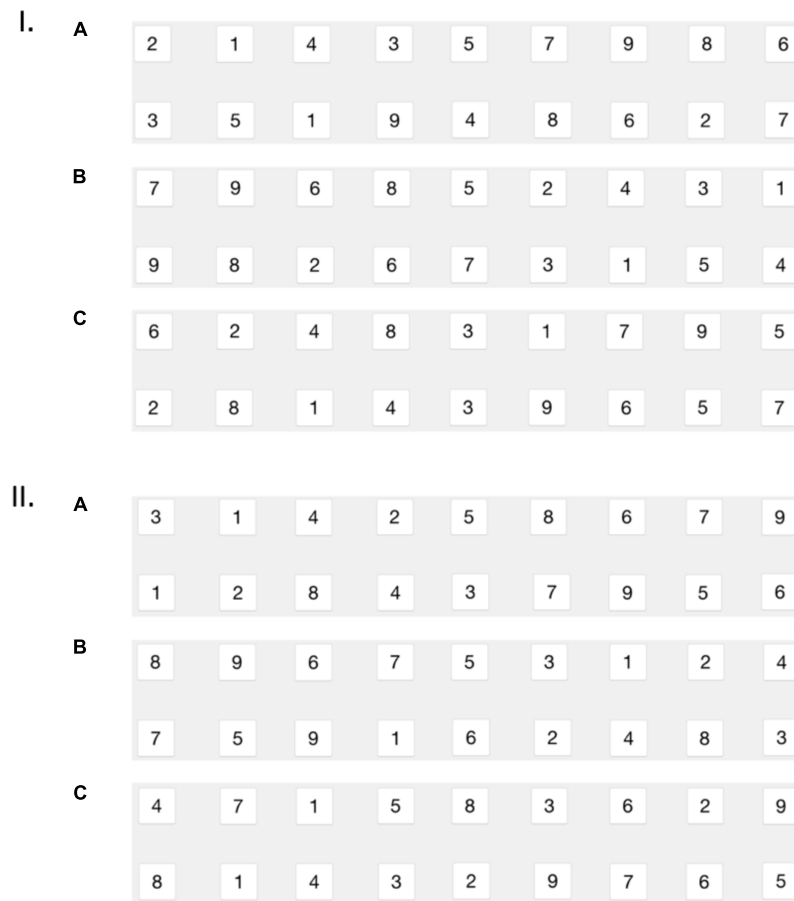 I. A 2 1 4 3 5 7 9 8 6
3 5 1 9 4 8 6 2 7
B 7 9 6 8 5 2 4 3 1
9 8 2 6 7 3 1 5 4
C 6 2 4 8 3 1 7 9 5
2 8 1 4 3 9 6 5 7
II. A 3 1 4 2 5 8 6 7 9
1 2 8 4 3 7 9 5 6
B 8 9 6 7 5 3 1 2 4
7 5 9 1 6 2 4 8 3
C 4 7 1 5 8 3 6 2 9
8 1 4 3 2 9 7 6 5